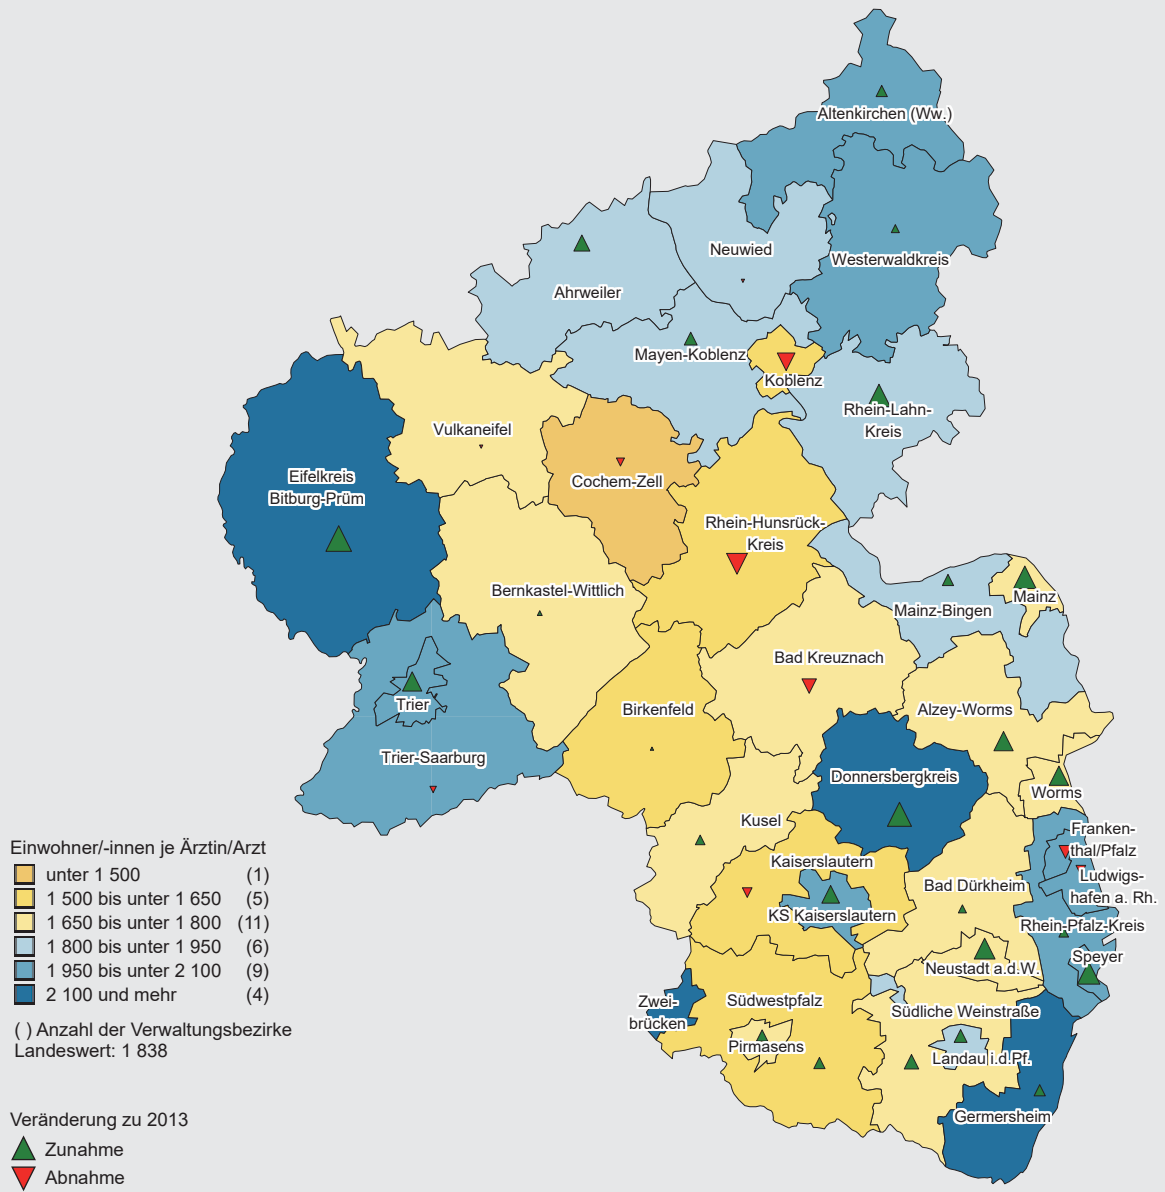 Altenkirchen (Ww.)
Neuwied
Westerwaldkreis
Ahrweiler
Mayen-Koblenz
Koblenz
Rhein-Lahn-
Kreis
Vulkaneifel
Eifelkreis
Bitburg-Prüm
Cochem-Zell
Rhein-Hunsrück-
Kreis
Bernkastel-Wittlich
Mainz-Bingen
Mainz
Bad Kreuznach
Trier
Birkenfeld
Alzey-Worms
Trier-Saarburg
Donnersbergkreis
Worms
Kusel
Franken-
thal/Pfalz
Kaiserslautern
Ludwigs-
hafen a. Rh.
Bad Dürkheim
KS Kaiserslautern
Rhein-Pfalz-Kreis
Neustadt a.d.W.
Speyer
Zwei-
brücken
Südwestpfalz
Südliche Weinstraße
Pirmasens
Landau i.d.Pf.
Germersheim
Einwohner/-innen je Ärztin/Arzt
unter 1 500 (1)
1 500 bis unter 1 650 (5)
1 650 bis unter 1 800 (11)
1 800 bis unter 1 950 (6)
1 950 bis unter 2 100 (9)
2 100 und mehr (4)
( ) Anzahl der Verwaltungsbezirke
Landeswert: 1 838
Veränderung zu 2013
Zunahme
Abnahme